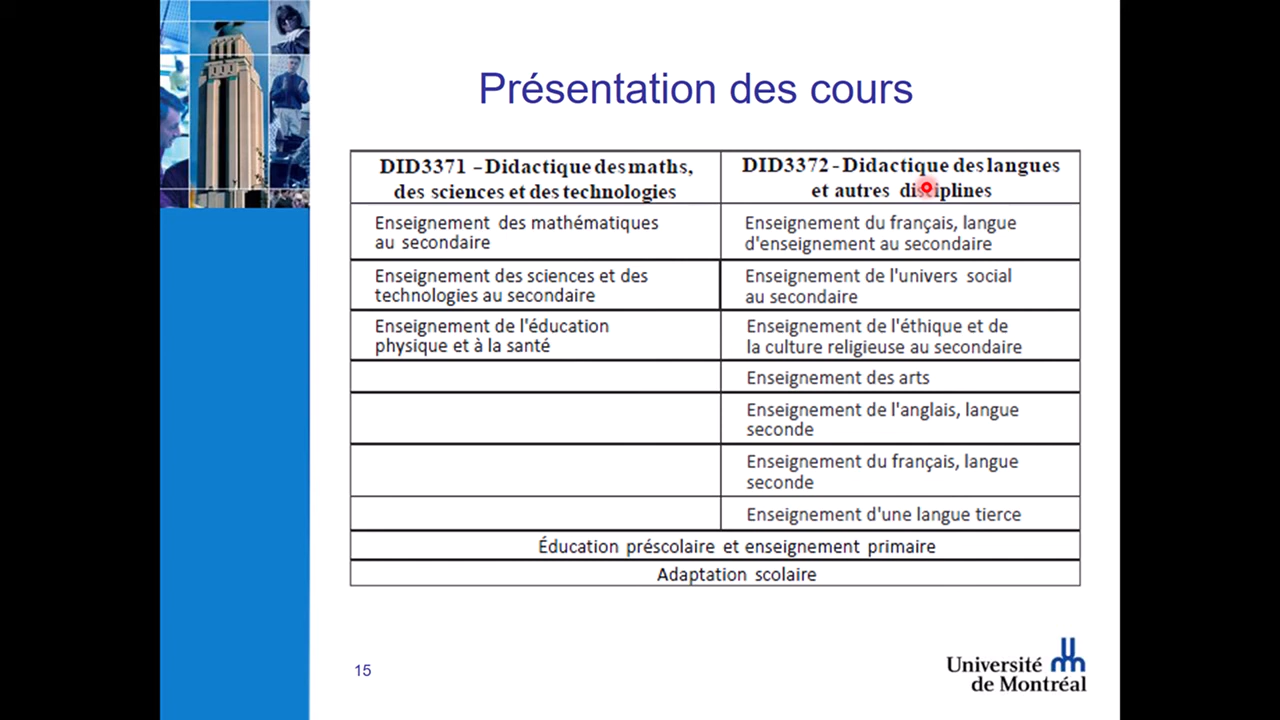 Présentation des cours
DID3371 – Didactique des maths,
des sciences et des technologies
DID3372 - Didactique des langues
et autres disciplines
Enseignement des mathématiques
au secondaire
Enseignement du français, langue
d'enseignement au secondaire
Enseignement des sciences et des
technologies au secondaire
Enseignement de l'univers social
au secondaire
Enseignement de l'éducation
physique et à la santé
Enseignement de l'éthique et de
la culture religieuse au secondaire
Enseignement des arts
Enseignement de l'anglais, langue
seconde
Enseignement du français, langue
seconde
Enseignement d'une langue tierce
Éducation préscolaire et enseignement primaire
Adaptation scolaire
15
Université
de Montréal